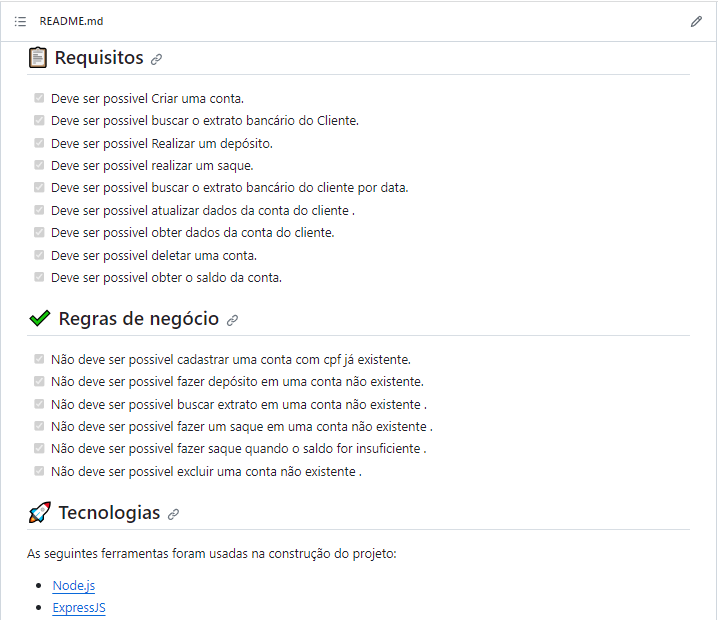 README.md
Requisitos
Deve ser possivel Criar uma conta.
Deve ser possivel buscar o extrato bancário do Cliente.
Deve ser possivel Realizar um depósito.
Deve ser possivel realizar um saque.
Deve ser possivel buscar o extrato bancário do cliente por data.
Deve ser possivel atualizar dados da conta do cliente .
Deve ser possivel obter dados da conta do cliente.
Deve ser possivel deletar uma conta.
Deve ser possivel obter o saldo da conta.
Regras de negócio
Não deve ser possivel cadastrar uma conta com cpf já existente.
Não deve ser possivel fazer depósito em uma conta não existente.
Não deve ser possivel buscar extrato em uma conta não existente .
Não deve ser possivel fazer um saque em uma conta não existente .
Não deve ser possivel fazer saque quando o saldo for insuficiente .
Não deve ser possivel excluir uma conta não existente .
Tecnologias
As seguintes ferramentas foram usadas na construção do projeto:
Node.js
ExpressJS